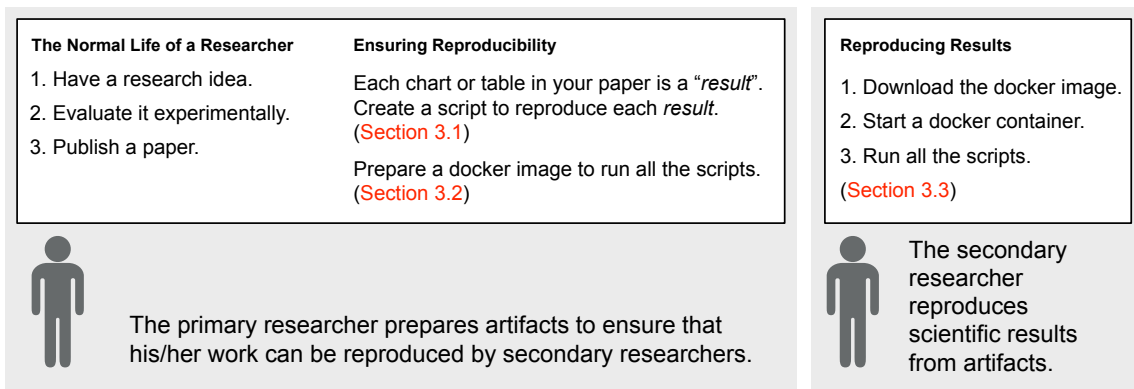 The Normal Life of a Researcher
1. Have a research idea.
2. Evaluate it experimentally.
3. Publish a paper.
Ensuring Reproducibility
Each chart or table in your paper is a “result”.
Create a script to reproduce each result.
(Section 3.1)
Prepare a docker image to run all the scripts.
(Section 3.2)
The primary researcher prepares artifacts to ensure that
his/her work can be reproduced by secondary researchers.
Reproducing Results
1. Download the docker image.
2. Start a docker container.
3. Run all the scripts.
(Section 3.3)
The secondary
researcher
reproduces
scientific results
from artifacts.